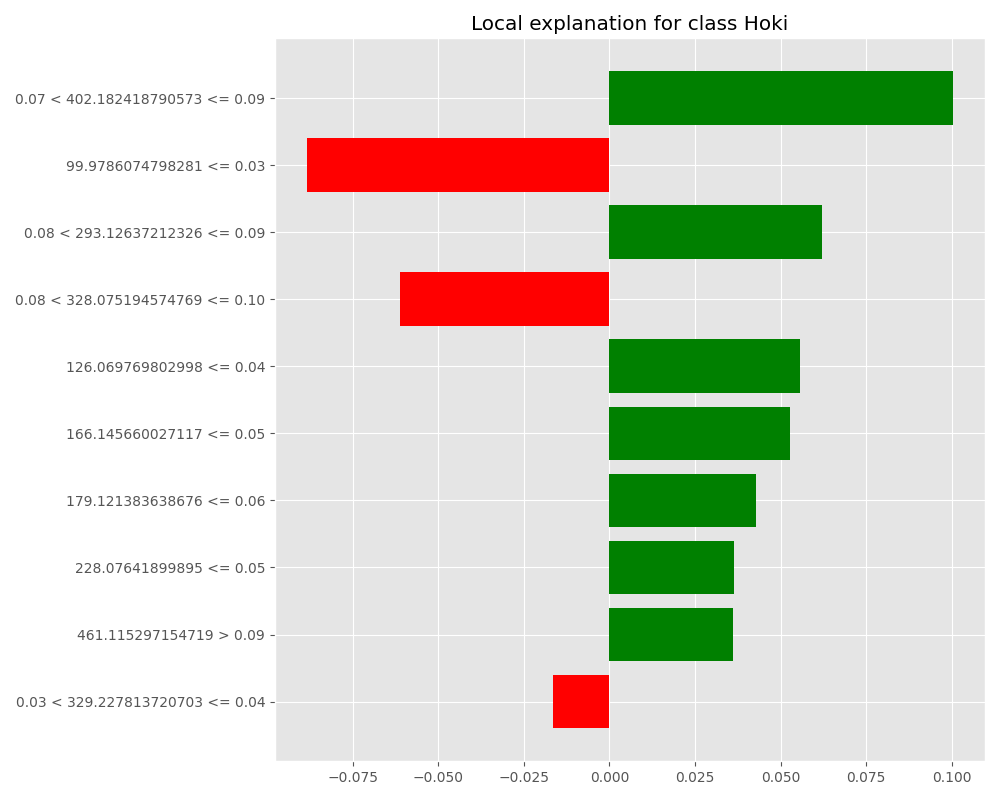 Local explanation for class Hoki
0.07 < 402.182418790573 <= 0.09
99.9786074798281 <= 0.03
0.08 < 293.12637212326 <= 0.09
0.08 < 328.075194574769 <= 0.10
126.069769802998 <= 0.04
166.145660027117 <= 0.05
179.121383638676 <= 0.06
228.07641899895 <= 0.05
461.115297154719 > 0.09
0.03 < 329.227813720703 <= 0.04
−0.075 −0.050 −0.025 0.000 0.025 0.050 0.075 0.100